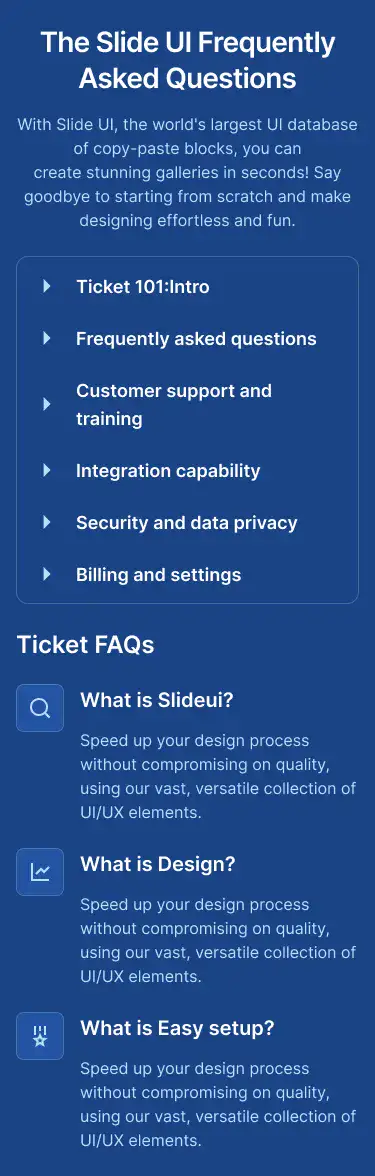 The Slide UI Frequently
Asked Questions
With Slide UI, the world's largest UI database
of copy-paste blocks, you can
create stunning galleries in seconds! Say
goodbye to starting from scratch and make
designing effortless and fun.
Ticket 101:Intro
Frequently asked questions
Customer support and
training
Integration capability
Security and data privacy
Billing and settings
Ticket FAQs
What is Slideui?
Speed up your design process
without compromising on quality,
using our vast, versatile collection of
UI/UX elements.
What is Design?
Speed up your design process
without compromising on quality,
using our vast, versatile collection of
UI/UX elements.
What is Easy setup?
Speed up your design process
without compromising on quality,
using our vast, versatile collection of
UI/UX elements.